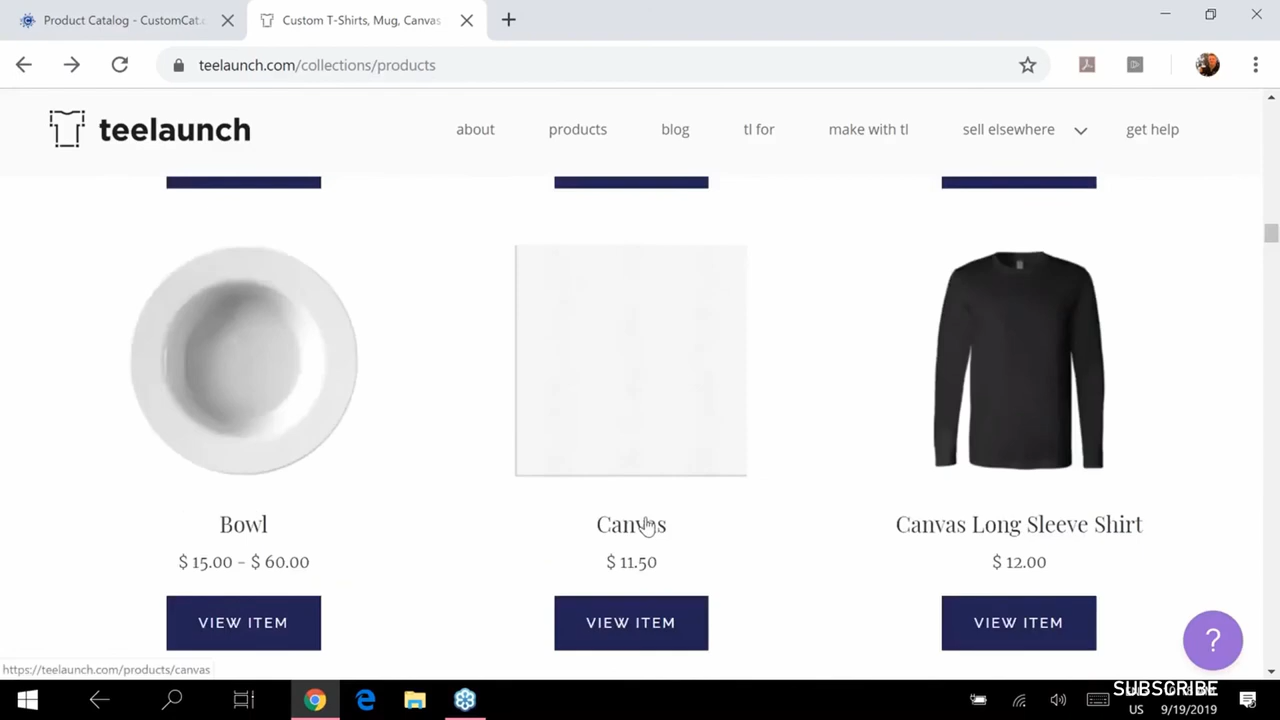 Product Catalog - CustomCat.
Custom T-Shirts, Mug, Canvas
teelaunch.com/collections/products
teelaunch
about products blog tl for make with tl sell elsewhere get help
Bowl Canvas Canvas Long Sleeve Shirt
$ 15.00 - $ 60.00 $ 11.50 $ 12.00
VIEW ITEM VIEW ITEM VIEW ITEM
?
https://teelaunch.com/products/canvas
SUBSCRIBE
US 9/19/2019